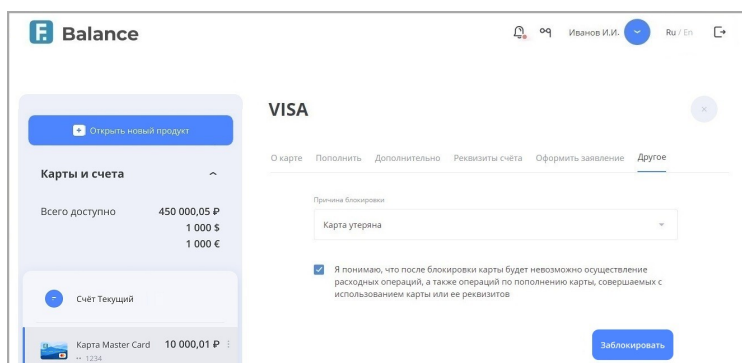 F. Balance
Иванов И.И.
Ru / En
Открыть новый продукт
Карты и счета
Всего доступно 450 000,05 ₽
1 000 $
1 000 €
Счёт Текущий
Карта Master Card 10 000,01 ₽
•• 1234
VISA
О карте Пополнить Дополнительно Реквизиты счёта Оформить заявление Другое
Причина блокировки
Карта утеряна
Я понимаю, что после блокировки карты будет невозможно осуществление
расходных операций, а также операций по пополнению карты, совершаемых с
использованием карты или ее реквизитов
Заблокировать